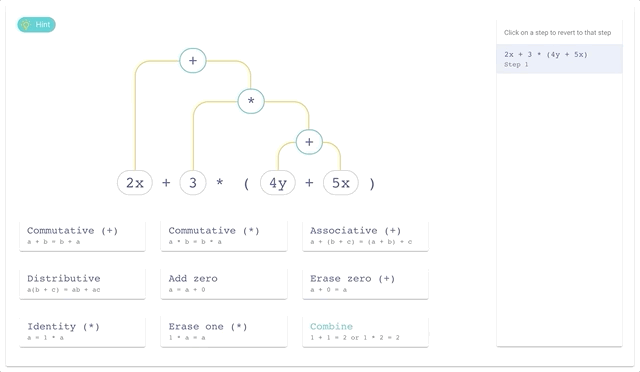 Hint
Click on a step to revert to that step
2x + 3 * (4y + 5x)
Step 1
+
*
+
2x + 3 * ( 4y + 5x )
Commutative (+)
a + b = b + a
Commutative (*)
a * b = b * a
Associative (+)
a + (b + c) = (a + b) + c
Distributive
a(b + c) = ab + ac
Add zero
a = a + 0
Erase zero (+)
a + 0 = a
Identity (*)
a = 1 * a
Erase one (*)
1 * a = a
Combine
1 + 1 = 2 or 1 * 2 = 2